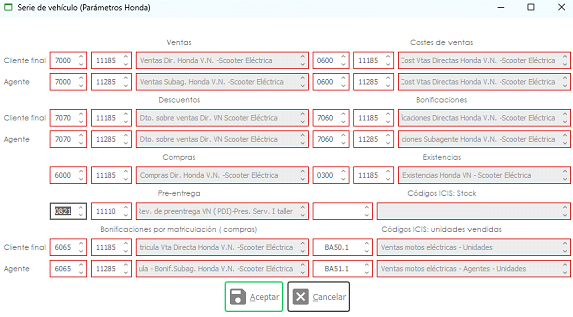 Serie de vehículo (Parámetros Honda)
Ventas Costes de ventas
Cliente final 7000 11185 Ventas Dir. Honda V.N. -Scooter Eléctrica 0600 11185 Cost Vtas Directas Honda V.N. -Scooter Eléctrica
Agente 7000 11285 Ventas Subag. Honda V.N. -Scooter Eléctrica 0600 11285 Cost Vtas Subag. Honda V.N. -Scooter Eléctrica
Descuentos Bonificaciones
Cliente final 7070 11185 Dto. sobre ventas Dir. VN Scooter Eléctrica 7060 11185 icaciones Directas Honda V.N. -Scooter Eléctrica
Agente 7070 11285 Dto. sobre ventas Dir. VN Scooter Eléctrica 7060 11285 ciones Subagente Honda V.N. - Scooter Eléctrica
Compras Existencias
6000 11185 Compras Dir. Honda V.N. -Scooter Eléctrica 0300 11185 Existencias Honda VN - Scooter Eléctrica
Pre-entrega Códigos iCIS: Stock
0821 11110 tev. de preentrega VN ( PDI)-Pres. Serv. I taller
Bonificaciones por matriculación ( compras) Códigos iCIS: unidades vendidas
Cliente final 6065 11185 tricula Vta Directa Honda V.N. -Scooter Eléctrica BA50.1 Ventas motos eléctricas - Unidades
Agente 6065 11285 ula - Bonif.Subag. Honda V.N. -Scooter Eléctrica BA51.1 Ventas motos eléctricas - Agentes - Unidades
Aceptar Cancelar